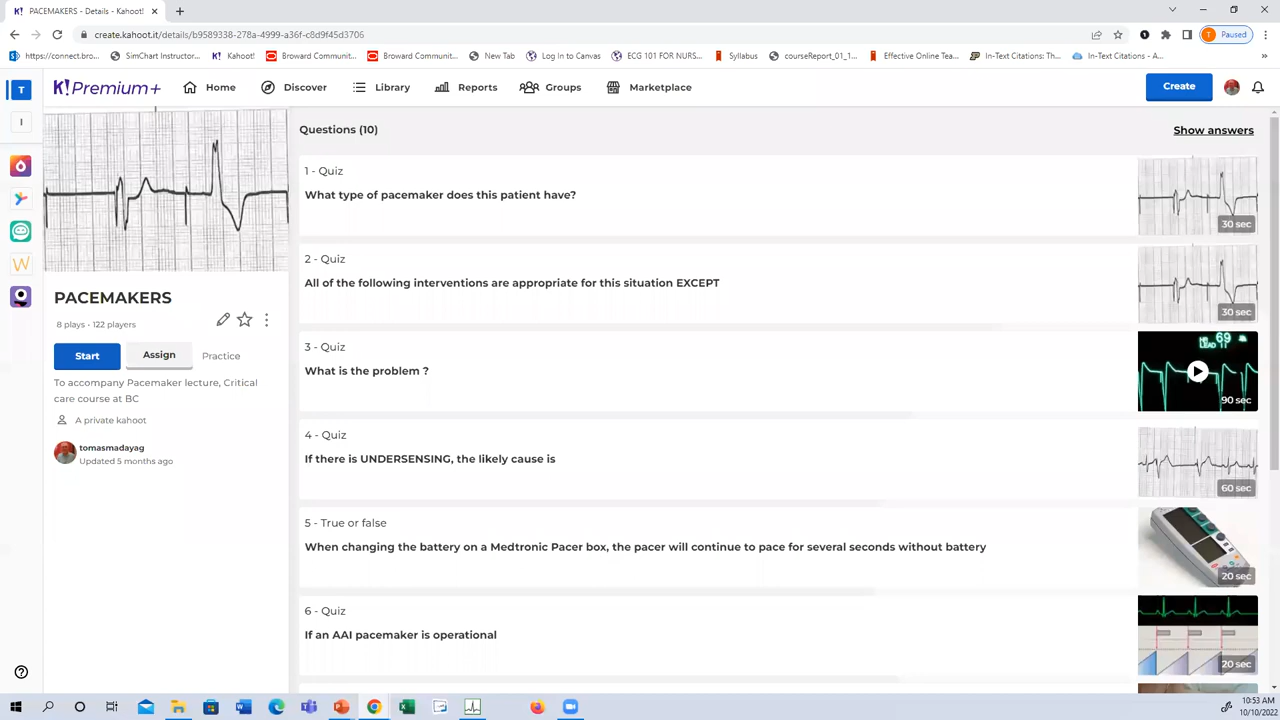 K! PACEMAKERS - Details - Kahoot! × +
create.kahoot.it/details/b9589338-278a-4999-a36f-c8d9f45d3706
T Paused
https://connect.bro... SimChart Instructor... Kahoot! Broward Communit... Broward Communit... New Tab Log In to Canvas ECG 101 FOR NURS... Syllabus courseReport_01_1... Effective Online Tea... In-Text Citations: Th... In-Text Citations - A... »
T K! Premium+ Home Discover Library Reports Groups Marketplace Create
I
W
PACEMAKERS
8 plays · 122 players
Start Assign Practice
To accompany Pacemaker lecture, Critical
care course at BC
A private kahoot
tomasmadayag
Updated 5 months ago
Questions (10) Show answers
1 - Quiz
What type of pacemaker does this patient have?
30 sec
2 - Quiz
All of the following interventions are appropriate for this situation EXCEPT
30 sec
3 - Quiz
What is the problem ?
69
LEAD II
90 sec
4 - Quiz
If there is UNDERSENSING, the likely cause is
60 sec
5 - True or false
When changing the battery on a Medtronic Pacer box, the pacer will continue to pace for several seconds without battery
20 sec
6 - Quiz
If an AAI pacemaker is operational
20 sec
10:53 AM
10/10/2022